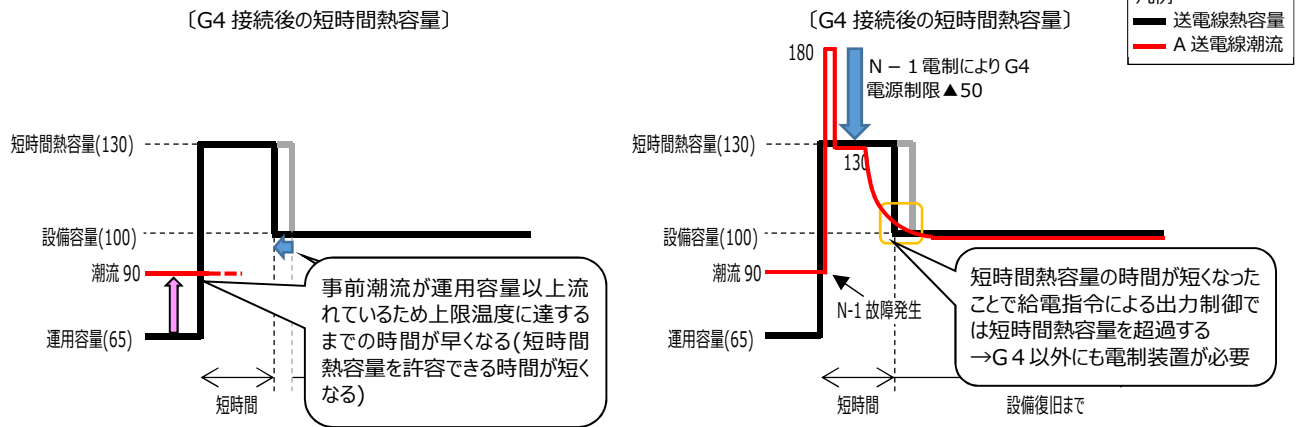 〔G4 接続後の短時間熱容量〕
短時間熱容量(130)
設備容量(100)
潮流 90
運用容量(65)
事前潮流が運用容量以上流
れているため上限温度に達する
までの時間が早くなる(短時間
熱容量を許容できる時間が短く
なる)
短時間
〔G4 接続後の短時間熱容量〕
送電線熱容量
A 送電線潮流
180
N-1電制により G4
電源制限▲50
短時間熱容量(130)
130
設備容量(100)
潮流 90
N-1 故障発生
運用容量(65)
短時間熱容量の時間が短くなった
ことで給電指令による出力制御で
は短時間熱容量を超過する
→G4以外にも電制装置が必要
短時間
設備復旧まで